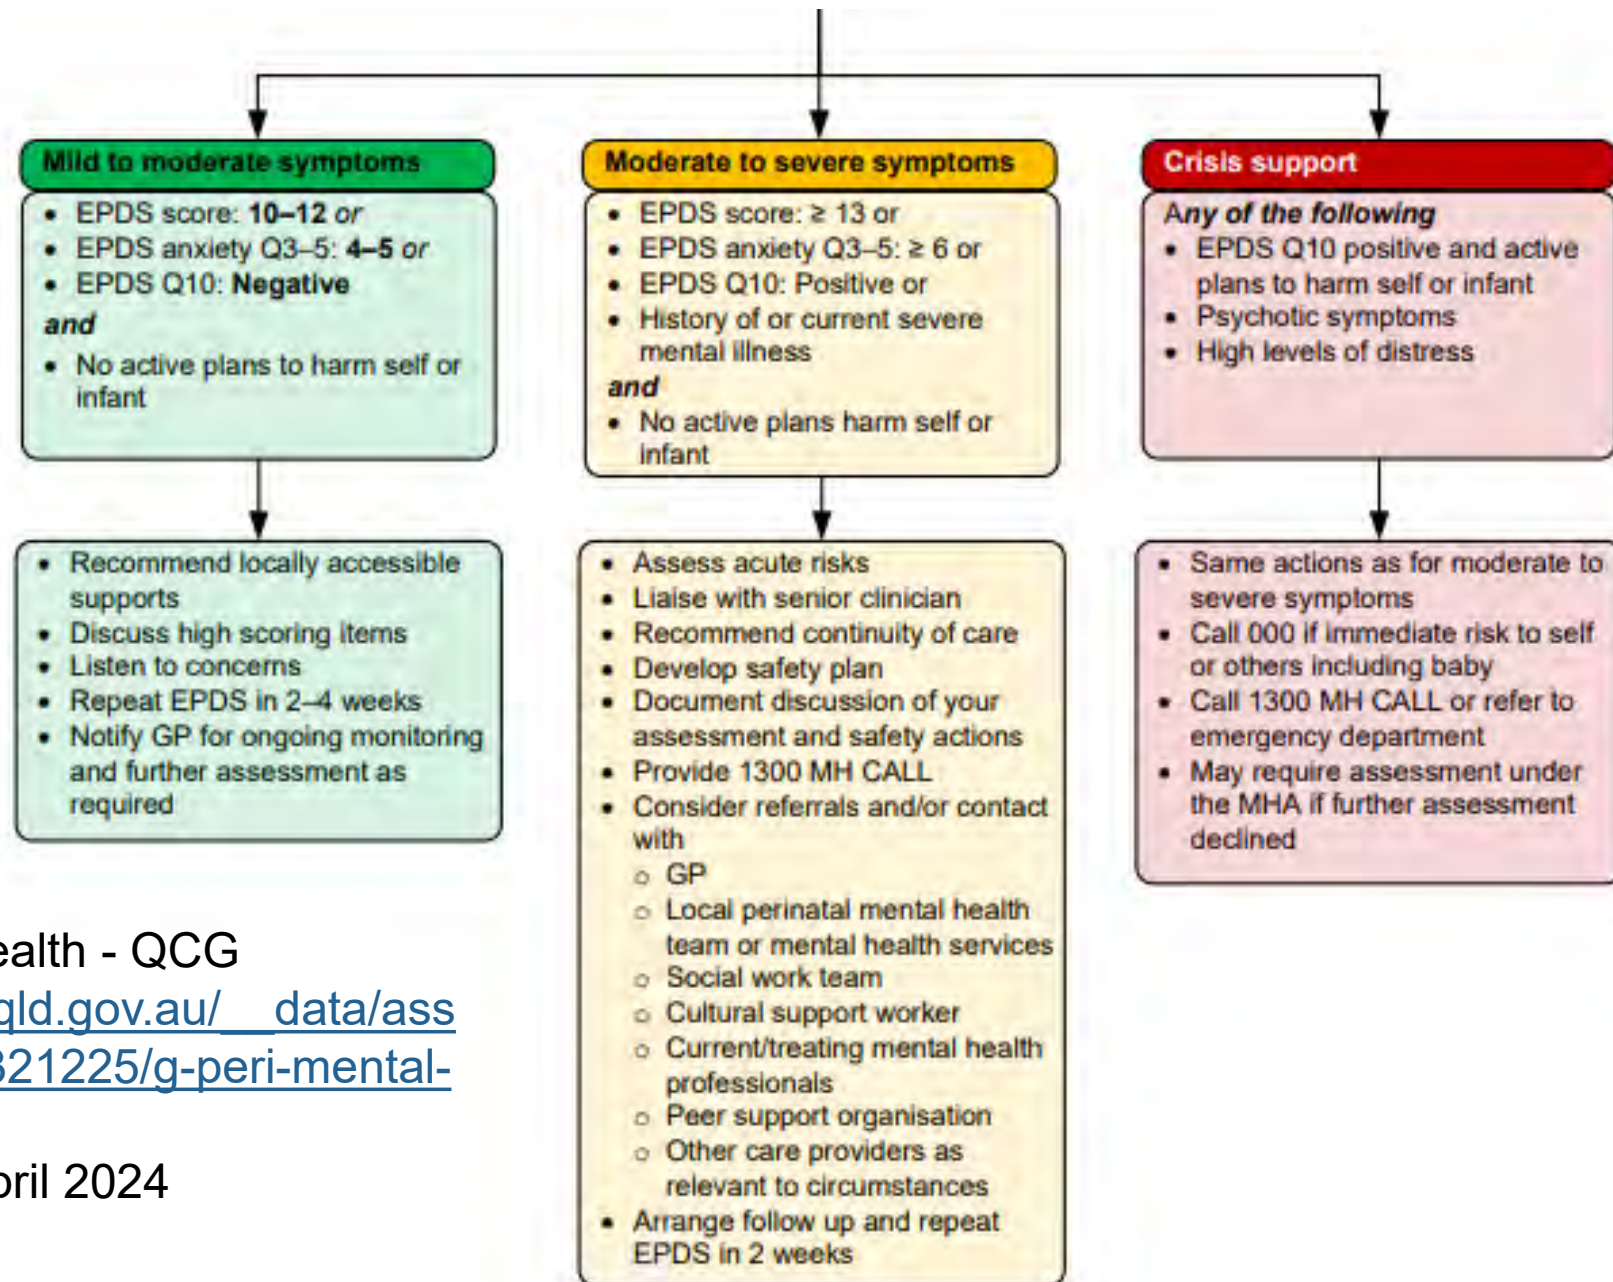 Mild to moderate symptoms
• EPDS score: 10–12 or
• EPDS anxiety Q3–5: 4–5 or
• EPDS Q10: Negative
and
• No active plans to harm self or
infant
• Recommend locally accessible
supports
• Discuss high scoring items
• Listen to concerns
• Repeat EPDS in 2–4 weeks
• Notify GP for ongoing monitoring
and further assessment as
required
Moderate to severe symptoms
• EPDS score: ≥ 13 or
• EPDS anxiety Q3–5: ≥ 6 or
• EPDS Q10: Positive or
• History of or current severe
mental illness
and
• No active plans harm self or
infant
• Assess acute risks
• Liaise with senior clinician
• Recommend continuity of care
• Develop safety plan
• Document discussion of your
assessment and safety actions
• Provide 1300 MH CALL
• Consider referrals and/or contact
with
o GP
o Local perinatal mental health
team or mental health services
o Social work team
o Cultural support worker
o Current/treating mental health
professionals
o Peer support organisation
o Other care providers as
relevant to circumstances
• Arrange follow up and repeat
EPDS in 2 weeks
Crisis support
Any of the following
• EPDS Q10 positive and active
plans to harm self or infant
• Psychotic symptoms
• High levels of distress
• Same actions as for moderate to
severe symptoms
• Call 000 if immediate risk to self
or others including baby
• Call 1300 MH CALL or refer to
emergency department
• May require assessment under
the MHA if further assessment
declined
ealth - QCG
qld.gov.au/__data/ass
321225/g-peri-mental-
pril 2024